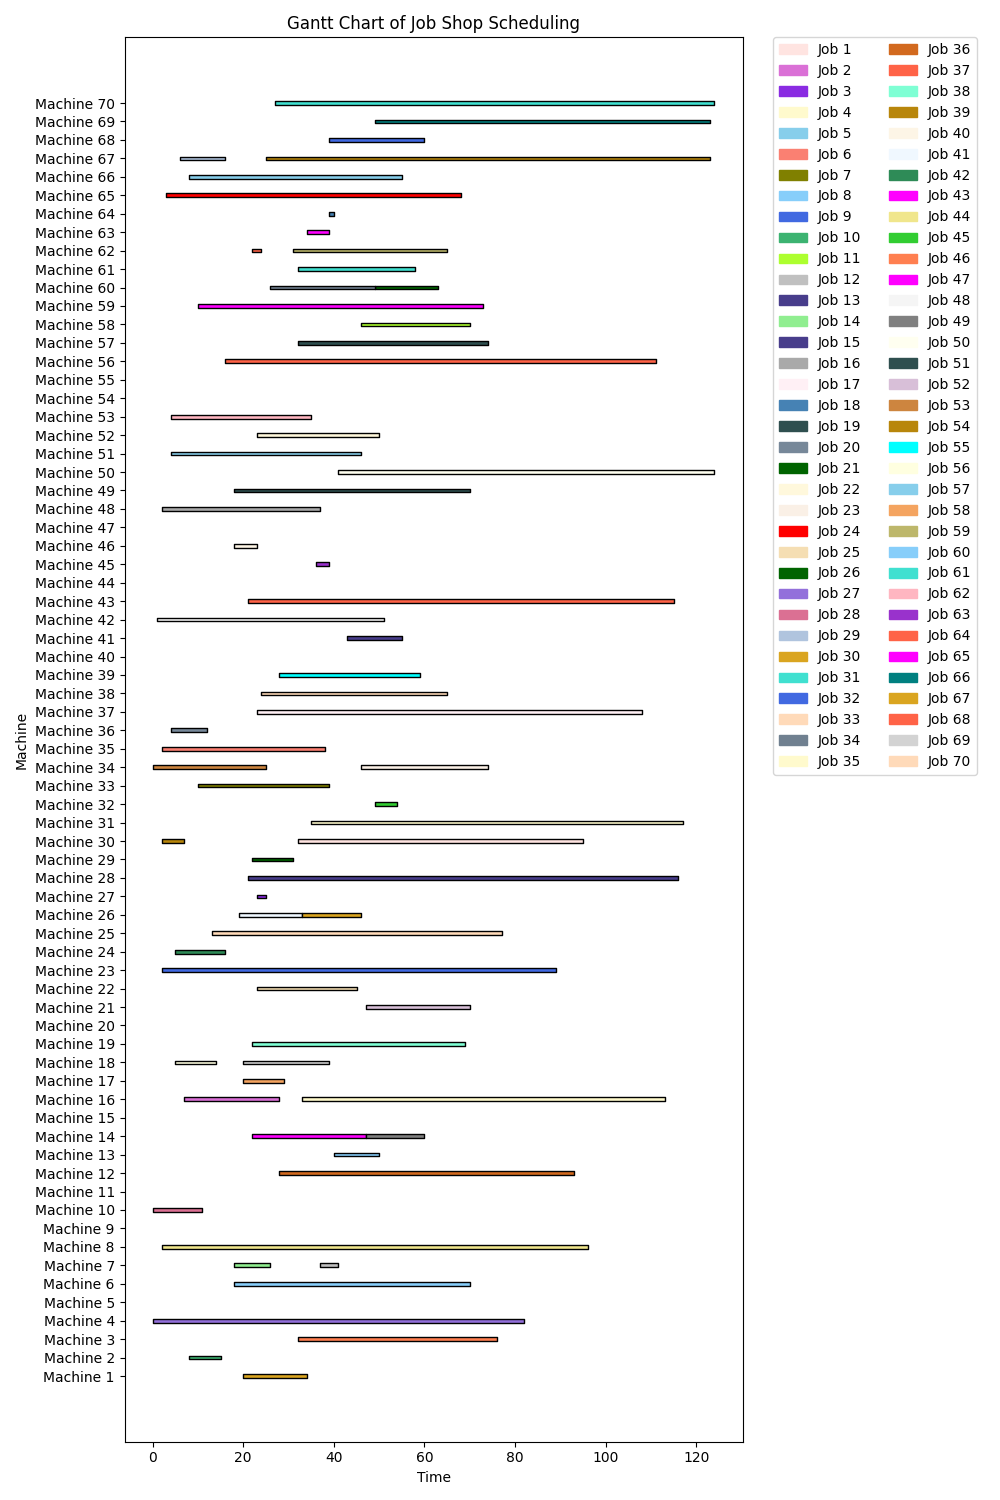 Gantt Chart of Job Shop Scheduling
Machine
Machine 70
Machine 69
Machine 68
Machine 67
Machine 66
Machine 65
Machine 64
Machine 63
Machine 62
Machine 61
Machine 60
Machine 59
Machine 58
Machine 57
Machine 56
Machine 55
Machine 54
Machine 53
Machine 52
Machine 51
Machine 50
Machine 49
Machine 48
Machine 47
Machine 46
Machine 45
Machine 44
Machine 43
Machine 42
Machine 41
Machine 40
Machine 39
Machine 38
Machine 37
Machine 36
Machine 35
Machine 34
Machine 33
Machine 32
Machine 31
Machine 30
Machine 29
Machine 28
Machine 27
Machine 26
Machine 25
Machine 24
Machine 23
Machine 22
Machine 21
Machine 20
Machine 19
Machine 18
Machine 17
Machine 16
Machine 15
Machine 14
Machine 13
Machine 12
Machine 11
Machine 10
Machine 9
Machine 8
Machine 7
Machine 6
Machine 5
Machine 4
Machine 3
Machine 2
Machine 1
0 20 40 60 80 100 120
Time
Job 1
Job 2
Job 3
Job 4
Job 5
Job 6
Job 7
Job 8
Job 9
Job 10
Job 11
Job 12
Job 13
Job 14
Job 15
Job 16
Job 17
Job 18
Job 19
Job 20
Job 21
Job 22
Job 23
Job 24
Job 25
Job 26
Job 27
Job 28
Job 29
Job 30
Job 31
Job 32
Job 33
Job 34
Job 35
Job 36
Job 37
Job 38
Job 39
Job 40
Job 41
Job 42
Job 43
Job 44
Job 45
Job 46
Job 47
Job 48
Job 49
Job 50
Job 51
Job 52
Job 53
Job 54
Job 55
Job 56
Job 57
Job 58
Job 59
Job 60
Job 61
Job 62
Job 63
Job 64
Job 65
Job 66
Job 67
Job 68
Job 69
Job 70